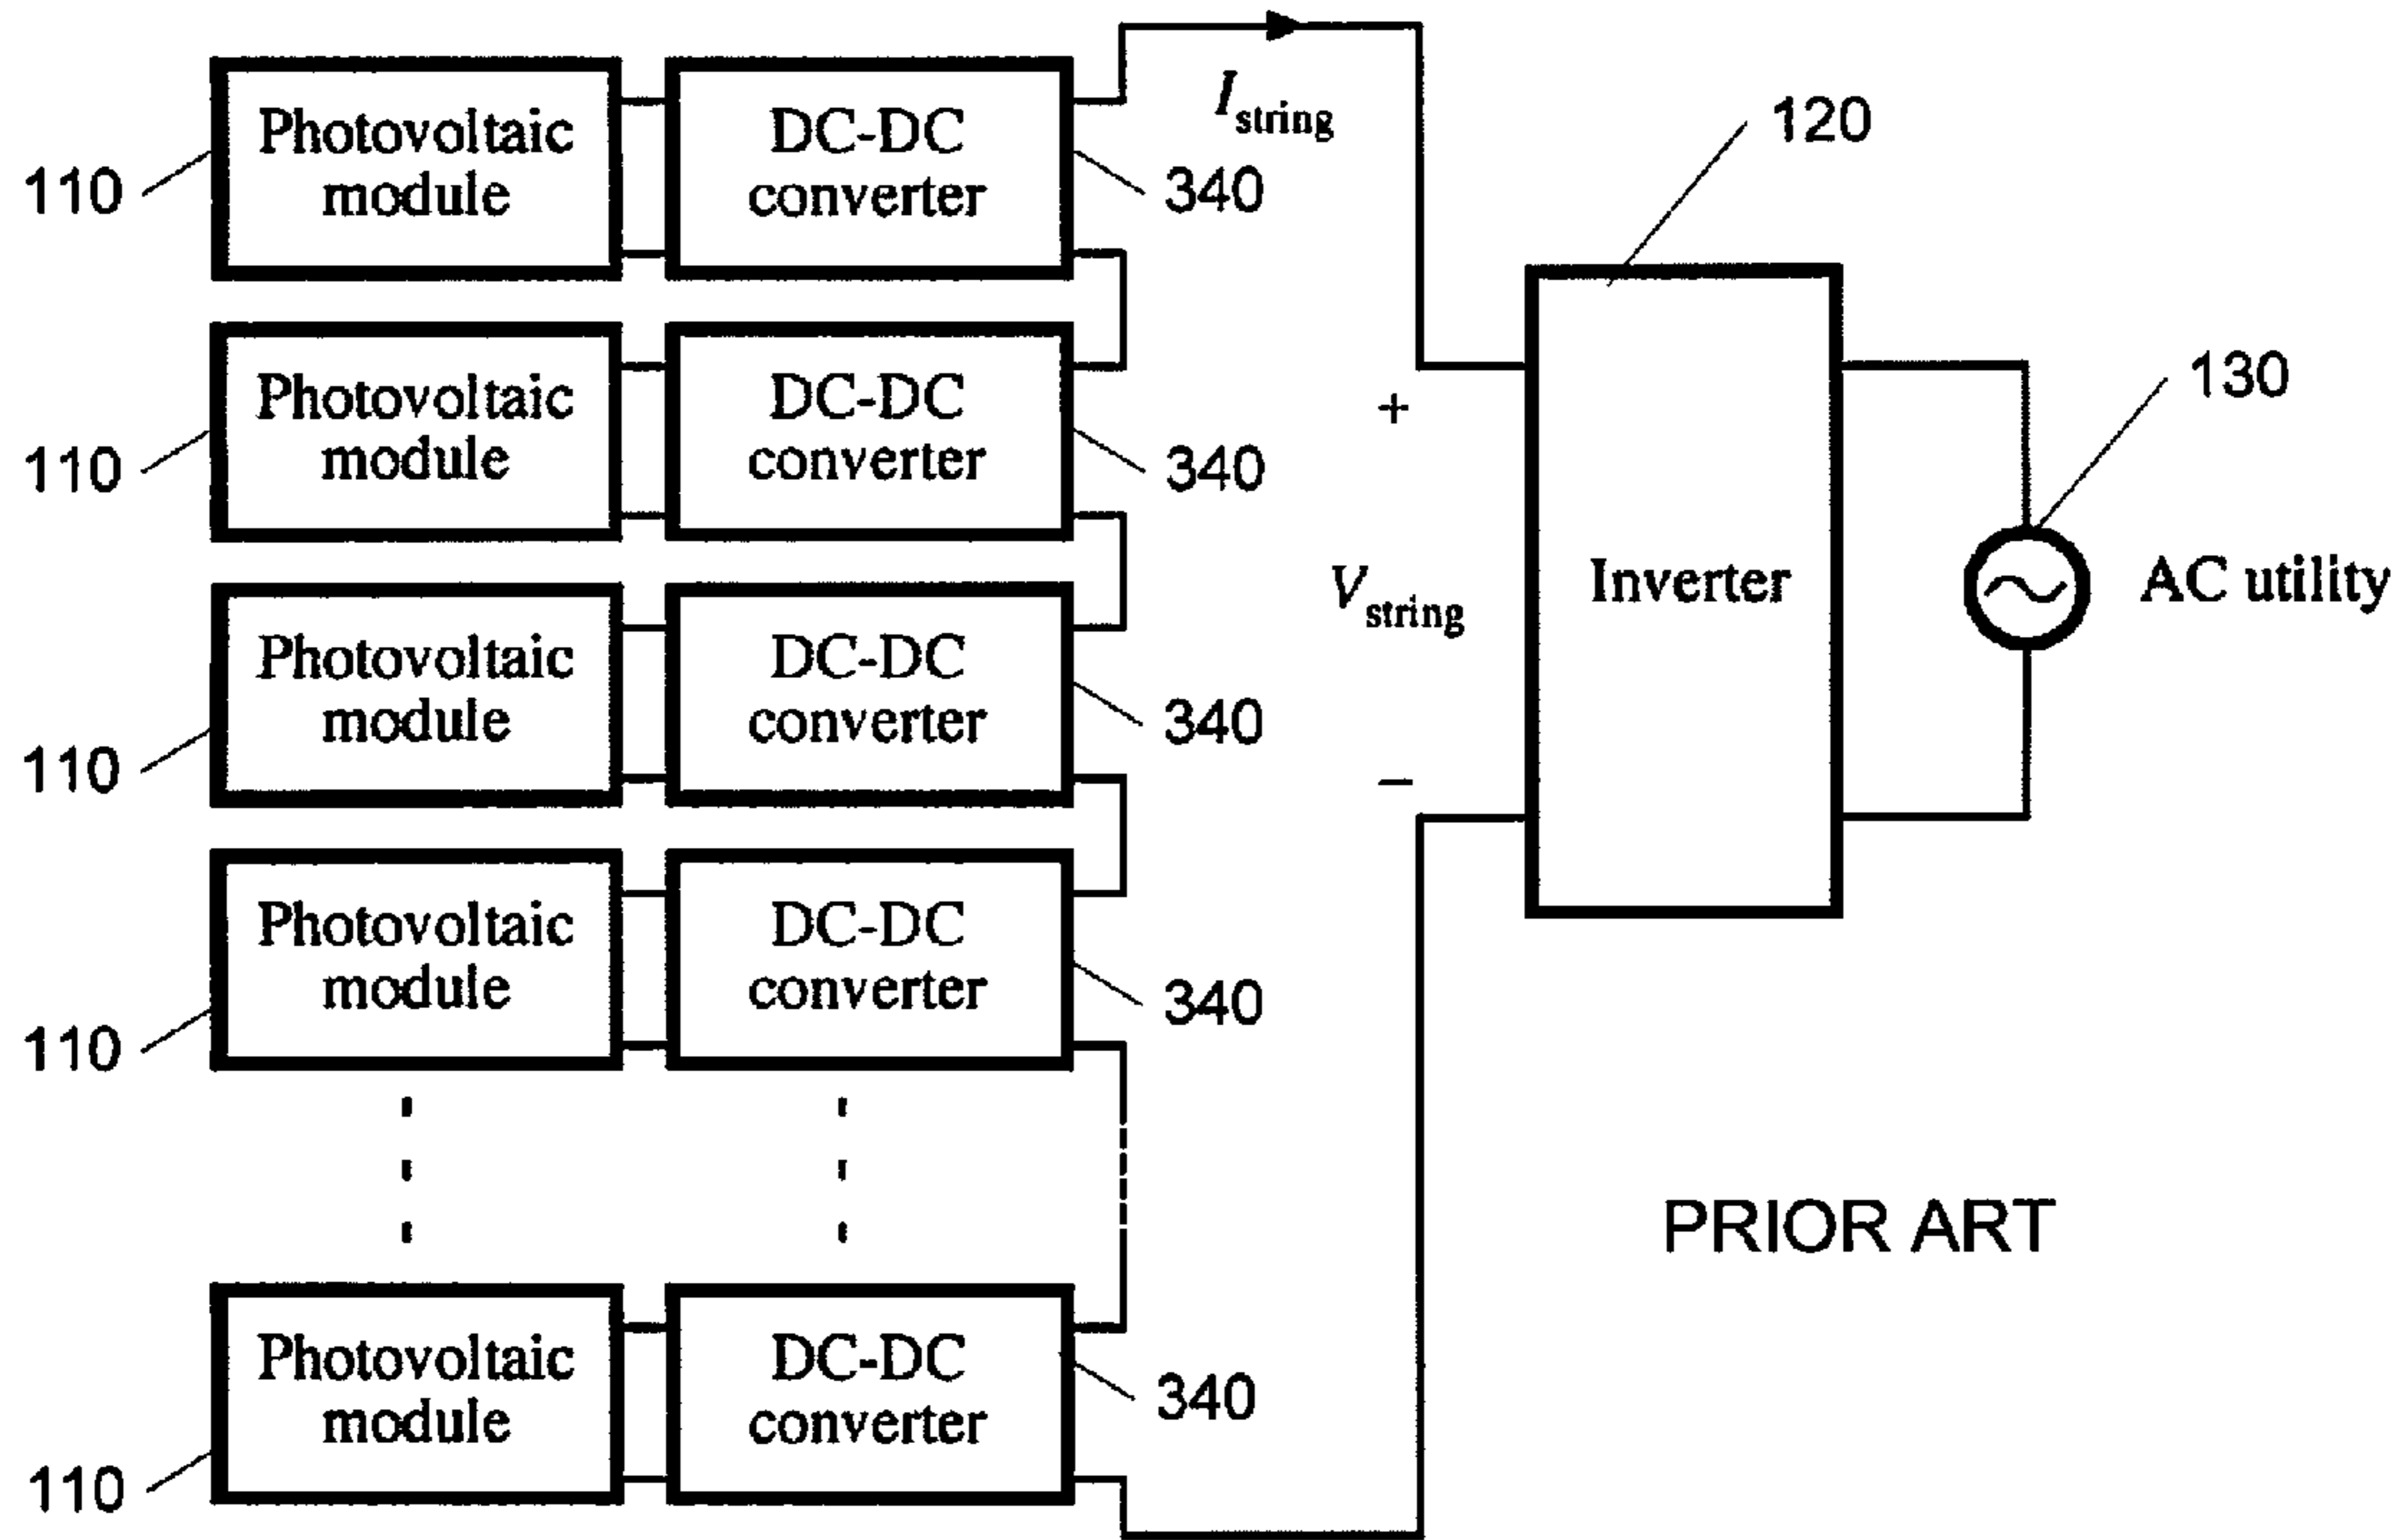 Photovoltaic
module
DC-DC
converter
110
340
I string
120
Photovoltaic
module
DC-DC
converter
110
340
130
+
Photovoltaic
module
DC-DC
converter
110
340
V string
Inverter
AC utility
−
Photovoltaic
module
DC-DC
converter
110
340
PRIOR ART
Photovoltaic
module
DC-DC
converter
110
340